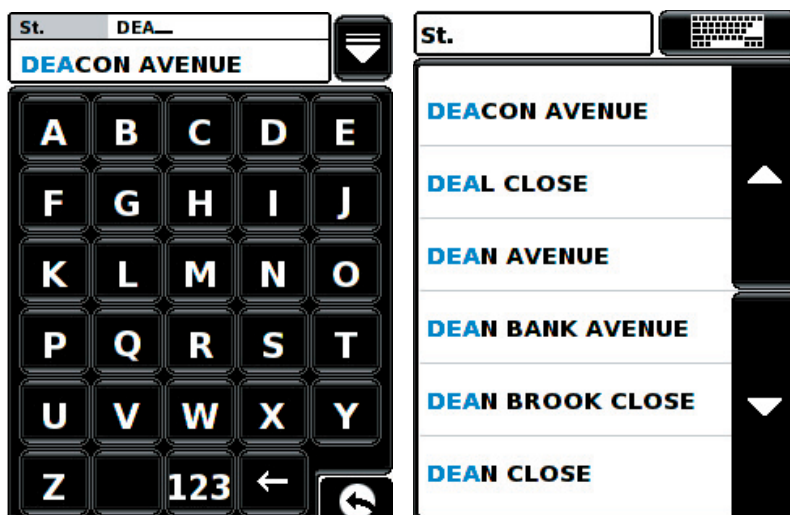 St. DEA_
DEACON AVENUE
A B C D E
F G H I J
K L M N O
P Q R S T
U V W X Y
Z 123 ←
St.
DEACON AVENUE
DEAL CLOSE
DEAN AVENUE
DEAN BANK AVENUE
DEAN BROOK CLOSE
DEAN CLOSE